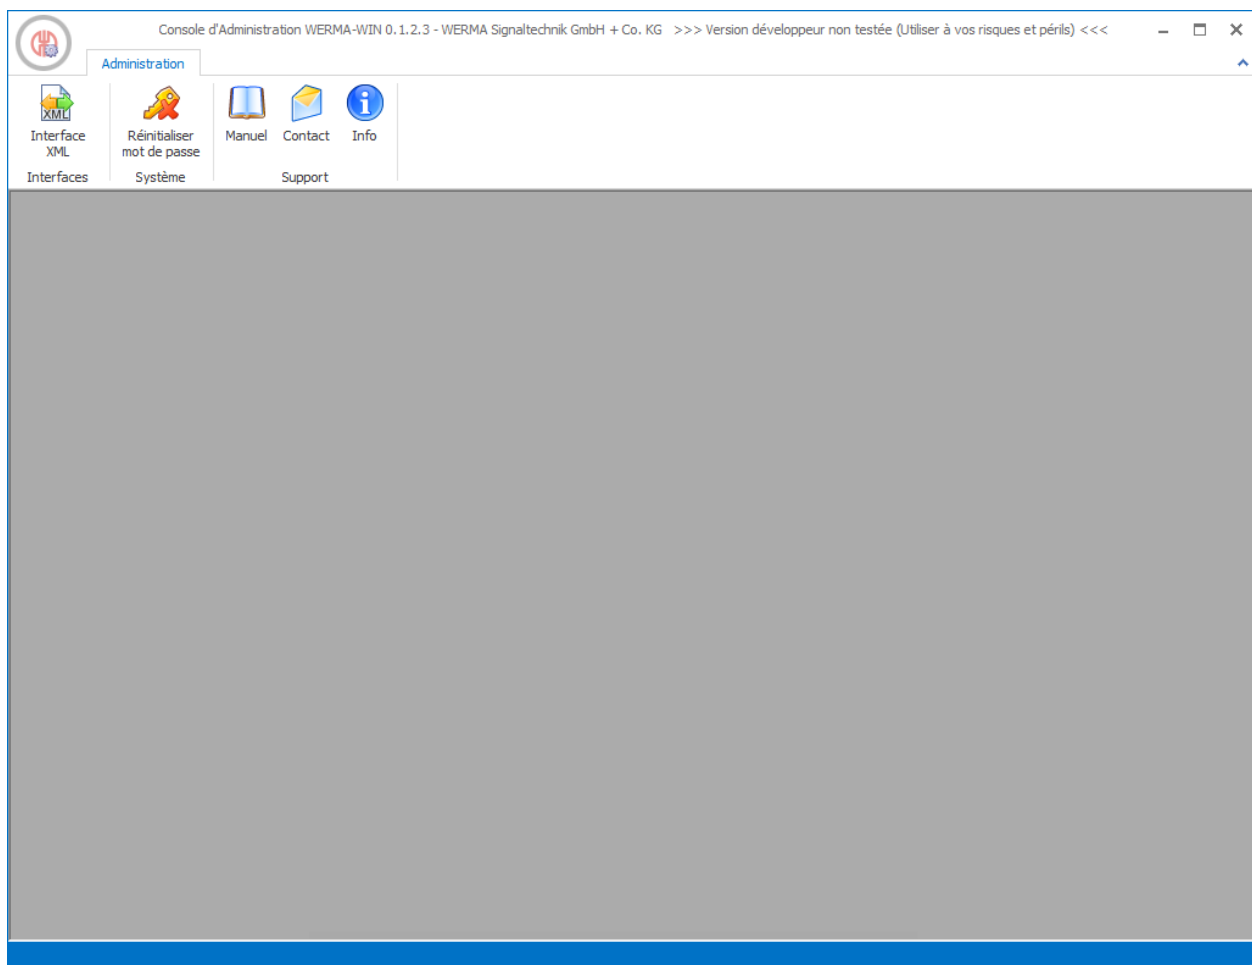 Console d'Administration WERMA-WIN 0.1.2.3 - WERMA Signaltechnik GmbH + Co. KG >>> Version développeur non testée (Utiliser à vos risques et périls) <<<
Administration
XML
Interface
XML
Réinitialiser
mot de passe
Manuel
Contact
Info
Interfaces
Système
Support